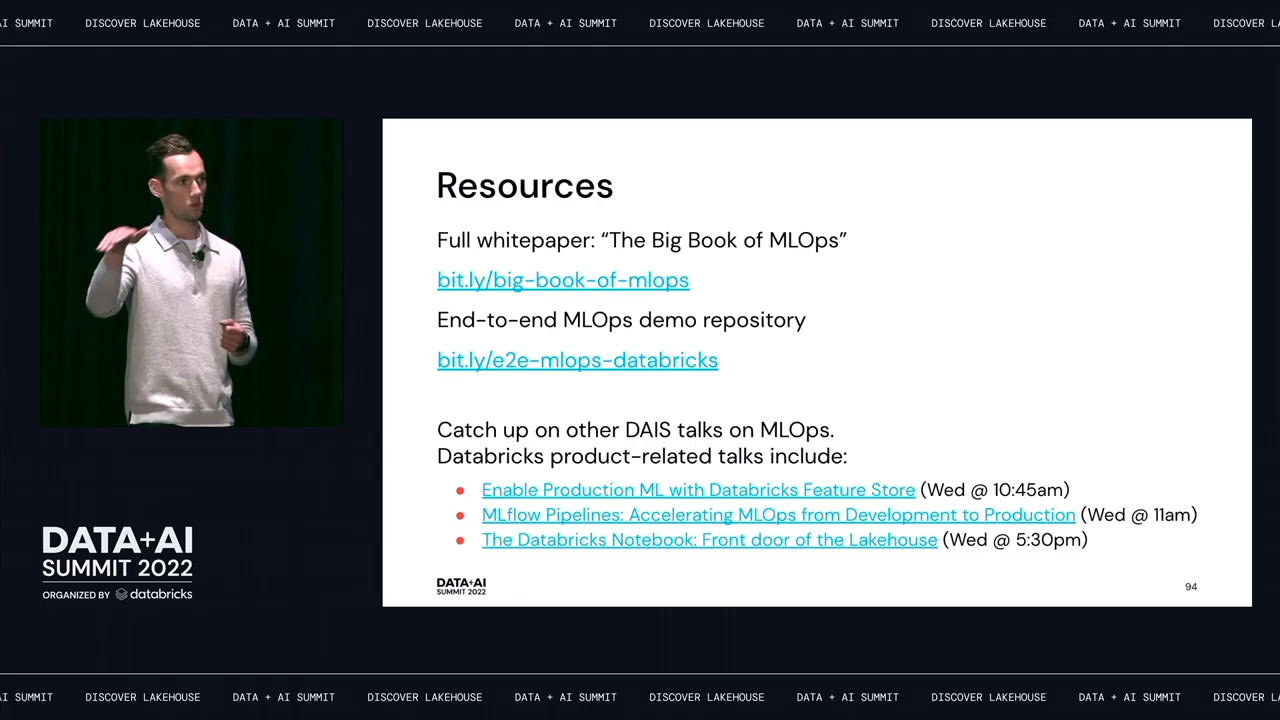 AI SUMMIT DISCOVER LAKEHOUSE DATA + AI SUMMIT DISCOVER LAKEHOUSE DATA + AI SUMMIT DISCOVER LAKEHOUSE DATA + AI SUMMIT DISCOVER LAKEHOUSE DATA + AI SUMMIT DISCOVER L
Resources
Full whitepaper: “The Big Book of MLOps”
bit.ly/big-book-of-mlops
End-to-end MLOps demo repository
bit.ly/e2e-mlops-databricks
Catch up on other DAIS talks on MLOps.
Databricks product-related talks include:
• Enable Production ML with Databricks Feature Store (Wed @ 10:45am)
• MLflow Pipelines: Accelerating MLOps from Development to Production (Wed @ 11am)
• The Databricks Notebook: Front door of the Lakehouse (Wed @ 5:30pm)
DATA+AI
SUMMIT 2022
94
DATA+AI
SUMMIT 2022
ORGANIZED BY databricks
AI SUMMIT DISCOVER LAKEHOUSE DATA + AI SUMMIT DISCOVER LAKEHOUSE DATA + AI SUMMIT DISCOVER LAKEHOUSE DATA + AI SUMMIT DISCOVER LAKEHOUSE DATA + AI SUMMIT DISCOVER L